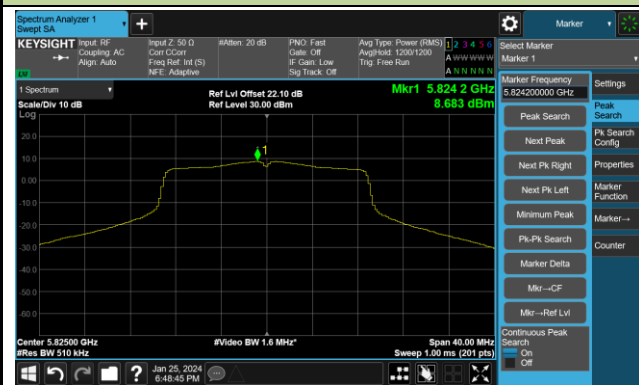 Spectrum Analyzer 1
Swept SA
Marker
KEYSIGHT Input: RF Input Z: 50 Ω #Atten: 20 dB PNO: Fast Avg Type: Power (RMS) 1 2 3 4 5 6
Coupling: AC Corr CCorr Gate: Off Avg|Hold: 1200/1200 A W W W W W
Align: Auto Freq Ref: Int (S) IF Gain: Low Trig: Free Run
NFE: Adaptive Sig Track: Off A N N N N N
Select Marker
Marker 1
1 Spectrum
Scale/Div 10 dB
Log
Ref Lvl Offset 22.10 dB
Ref Level 30.00 dBm
Mkr1 5.824 2 GHz
8.683 dBm
1
20.0
10.0
0.00
-10.0
-20.0
-30.0
-40.0
-50.0
-60.0
Center 5.82500 GHz #Video BW 1.6 MHz* Span 40.00 MHz
#Res BW 510 kHz Sweep 1.00 ms (201 pts)
Marker Frequency
5.824200000 GHz
Peak Search
Next Peak
Next Pk Right
Next Pk Left
Minimum Peak
Pk-Pk Search
Marker Delta
Mkr→CF
Mkr→Ref Lvl
Continuous Peak
Search
On
Off
Settings
Peak
Search
Pk Search
Config
Properties
Marker
Function
Marker→
Counter
? Jan 25, 2024
6:48:45 PM